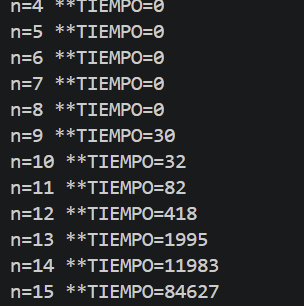 n=4 **TIEMPO=0
n=5 **TIEMPO=0
n=6 **TIEMPO=0
n=7 **TIEMPO=0
n=8 **TIEMPO=0
n=9 **TIEMPO=30
n=10 **TIEMPO=32
n=11 **TIEMPO=82
n=12 **TIEMPO=418
n=13 **TIEMPO=1995
n=14 **TIEMPO=11983
n=15 **TIEMPO=84627